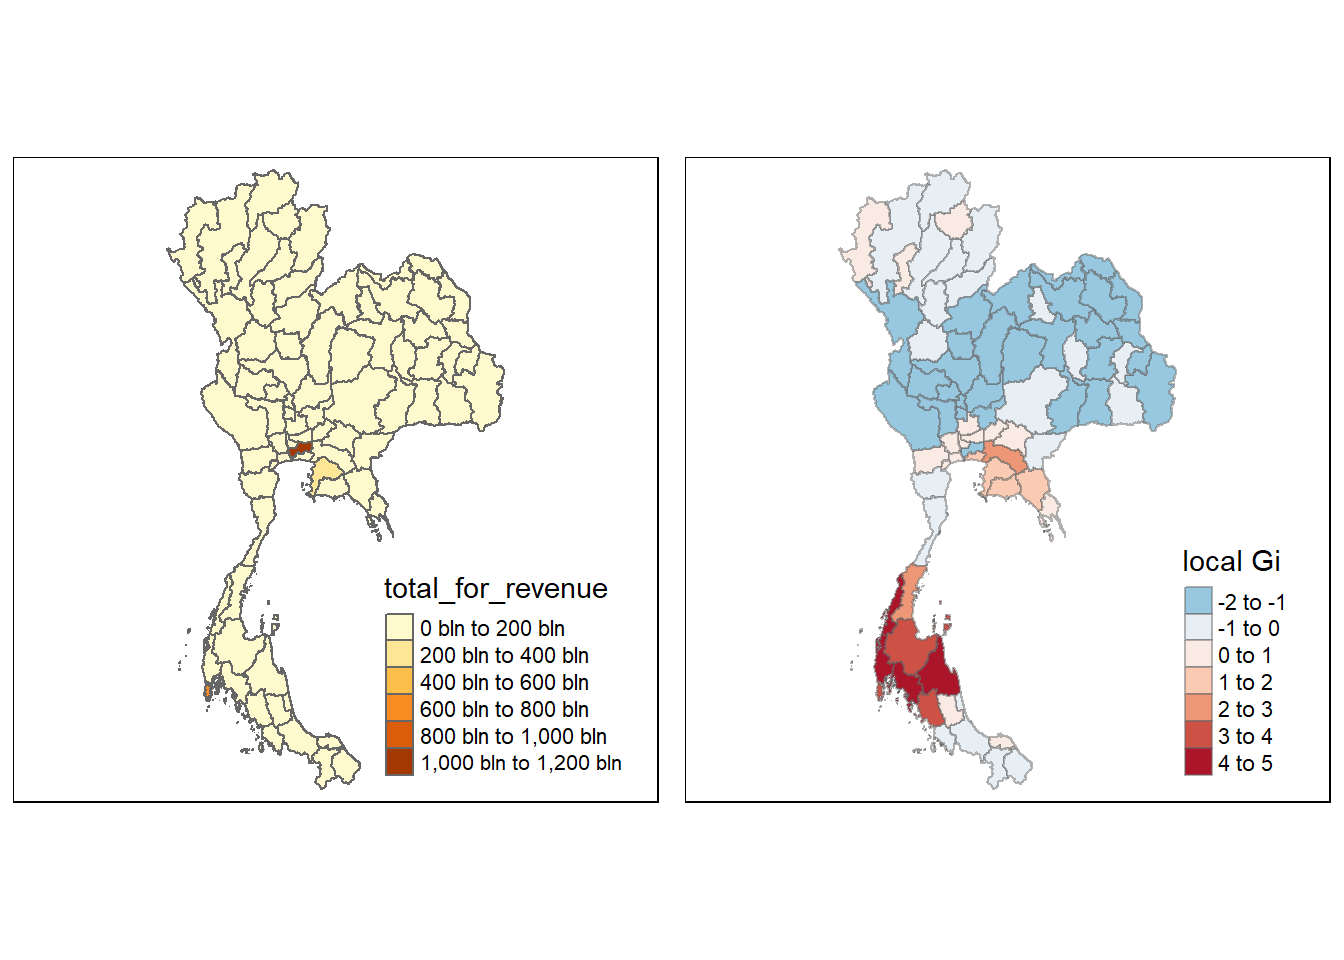 total_for_revenue
0 bln to 200 bln
200 bln to 400 bln
400 bln to 600 bln
600 bln to 800 bln
800 bln to 1,000 bln
1,000 bln to 1,200 bln
local Gi
-2 to -1
-1 to 0
0 to 1
1 to 2
2 to 3
3 to 4
4 to 5